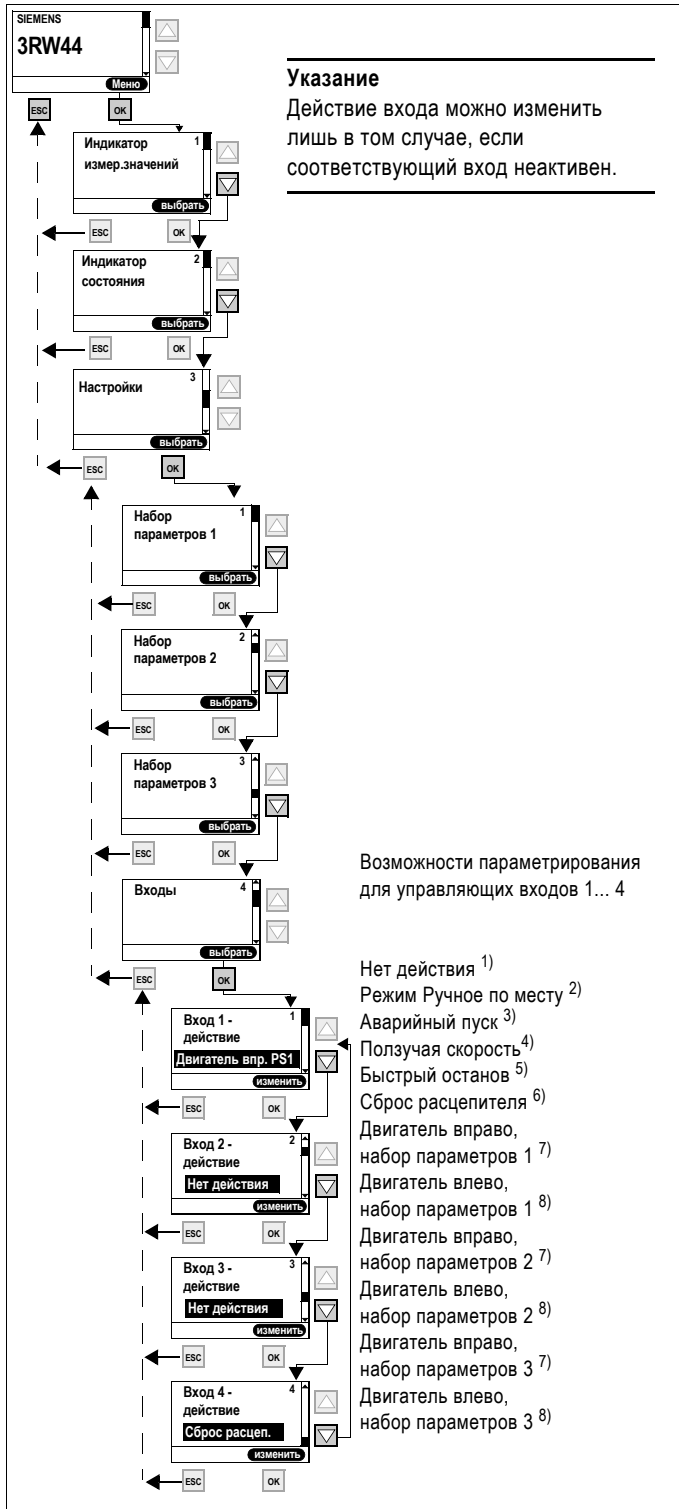 SIEMENS
3RW44
Меню
ESC
OK
Указание
Действие входа можно изменить
лишь в том случае, если
соответствующий вход неактивен.
Индикатор 1
измер.значений
выбрать
ESC
OK
Индикатор 2
состояния
выбрать
ESC
OK
3
Настройки
выбрать
ESC
OK
Набор 1
параметров 1
выбрать
ESC
OK
Набор 2
параметров 2
выбрать
ESC
OK
Набор 3
параметров 3
выбрать
ESC
OK
Входы 4
выбрать
ESC
OK
Вход 1 - 1
действие
Двигатель впр. PS1
изменить
ESC
OK
Вход 2 - 2
действие
Нет действия
изменить
ESC
OK
Вход 3 - 3
действие
Нет действия
изменить
ESC
OK
Вход 4 - 4
действие
Сброс расцеп.
изменить
ESC
OK
Возможности параметрирования
для управляющих входов 1... 4
Нет действия 1)
Режим Ручное по месту 2)
Аварийный пуск 3)
Ползучая скорость4)
Быстрый останов 5)
Сброс расцепителя 6)
Двигатель вправо,
набор параметров 1 7)
Двигатель влево,
набор параметров 1 8)
Двигатель вправо,
набор параметров 2 7)
Двигатель влево,
набор параметров 2 8)
Двигатель вправо,
набор параметров 3 7)
Двигатель влево,
набор параметров 3 8)